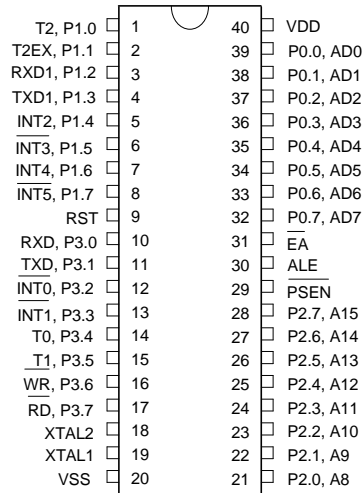 T2, P1.0 1 40 VDD
T2EX, P1.1 2 39 P0.0, AD0
RXD1, P1.2 3 38 P0.1, AD1
TXD1, P1.3 4 37 P0.2, AD2
INT2, P1.4 5 36 P0.3, AD3
INT3, P1.5 6 35 P0.4, AD4
INT4, P1.6 7 34 P0.5, AD5
INT5, P1.7 8 33 P0.6, AD6
RST 9 32 P0.7, AD7
RXD, P3.0 10 31 EA
TXD, P3.1 11 30 ALE
INT0, P3.2 12 29 PSEN
INT1, P3.3 13 28 P2.7, A15
T0, P3.4 14 27 P2.6, A14
T1, P3.5 15 26 P2.5, A13
WR, P3.6 16 25 P2.4, A12
RD, P3.7 17 24 P2.3, A11
XTAL2 18 23 P2.2, A10
XTAL1 19 22 P2.1, A9
VSS 20 21 P2.0, A8